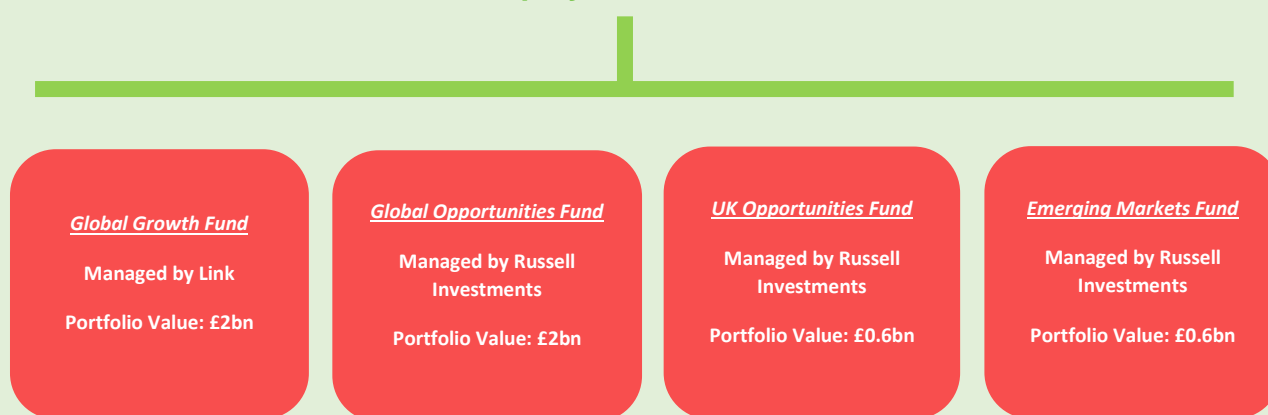 Global Growth Fund
Managed by Link
Portfolio Value: £2bn
Global Opportunities Fund
Managed by Russell
Investments
Portfolio Value: £2bn
UK Opportunities Fund
Managed by Russell
Investments
Portfolio Value: £0.6bn
Emerging Markets Fund
Managed by Russell
Investments
Portfolio Value: £0.6bn